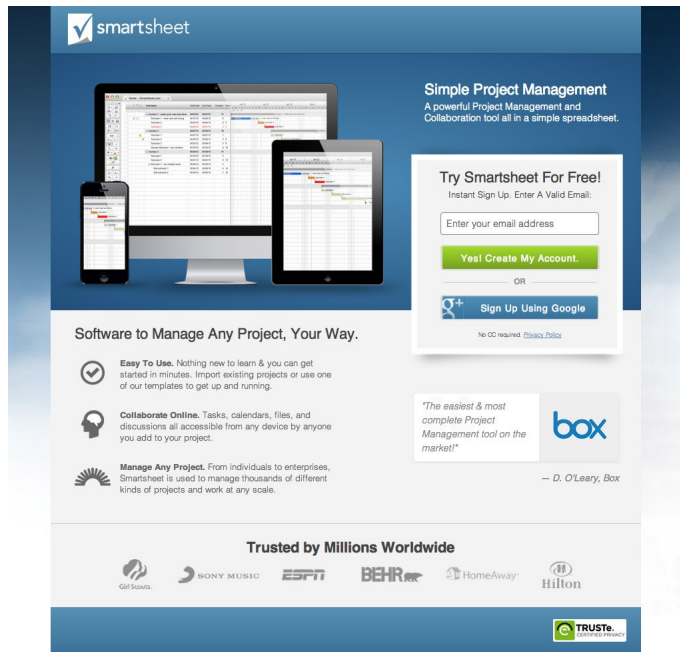 smartsheet
Simple Project Management
A powerful Project Management and
Collaboration tool all in a simple spreadsheet.
Try Smartsheet For Free!
Instant Sign Up. Enter A Valid Email:
Enter your email address
Yes! Create My Account.
OR
g+ Sign Up Using Google
No CC required. Privacy Policy
Software to Manage Any Project, Your Way.
Easy To Use. Nothing new to learn & you can get
started in minutes. Import existing projects or use one
of our templates to get up and running.
Collaborate Online. Tasks, calendars, files, and
discussions all accessible from any device by anyone
you add to your project.
Manage Any Project. From individuals to enterprises,
Smartsheet is used to manage thousands of different
kinds of projects and work at any scale.
"The easiest & most
complete Project
Management tool on the
market!"
box
— D. O'Leary, Box
Trusted by Millions Worldwide
Girl Scouts
SONY MUSIC
ESPN
BEHR
HomeAway
Hilton
TRUSTe.
CERTIFIED PRIVACY